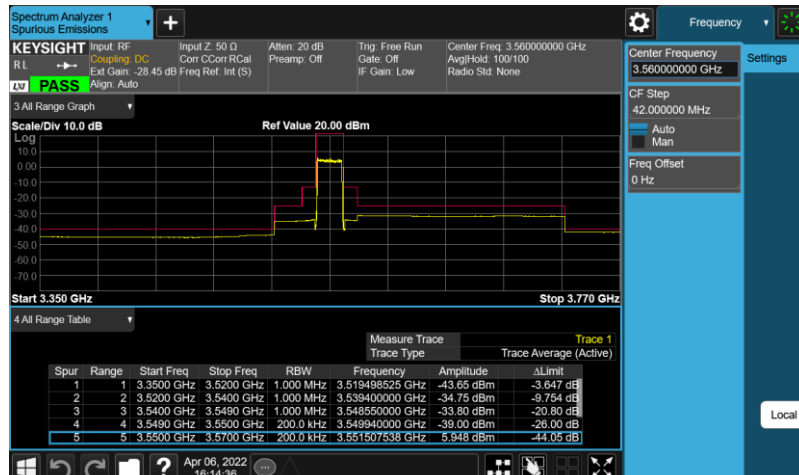 Spectrum Analyzer 1
Spurious Emissions
Frequency
KEYSIGHT Input: RF Input Z: 50 Ω Atten: 20 dB Trig: Free Run Center Freq: 3.560000000 GHz
RL Coupling: DC Corr CCorr RCal Preamp: Off Gate: Off Avg|Hold: 100/100
Ext Gain: -28.45 dB Freq Ref: Int (S) IF Gain: Low Radio Std: None
LXI PASS Align: Auto
Center Frequency
3.560000000 GHz
Settings
CF Step
42.000000 MHz
Auto
Man
Freq Offset
0 Hz
3 All Range Graph
Scale/Div 10.0 dB Ref Value 20.00 dBm
Log
10.0
0.00
-10.0
-20.0
-30.0
-40.0
-50.0
-60.0
-70.0
Start 3.350 GHz Stop 3.770 GHz
4 All Range Table
Measure Trace Trace 1
Trace Type Trace Average (Active)
Spur Range Start Freq Stop Freq RBW Frequency Amplitude ΔLimit
1 1 3.3500 GHz 3.5200 GHz 1.000 MHz 3.519498525 GHz -43.65 dBm -3.647 dB
2 2 3.5200 GHz 3.5400 GHz 1.000 MHz 3.539400000 GHz -34.75 dBm -9.754 dB
3 3 3.5400 GHz 3.5490 GHz 1.000 MHz 3.548550000 GHz -33.80 dBm -20.80 dB
4 4 3.5490 GHz 3.5500 GHz 200.0 kHz 3.549940000 GHz -39.00 dBm -26.00 dB
5 5 3.5500 GHz 3.5700 GHz 200.0 kHz 3.551507538 GHz 5.948 dBm -44.05 dB
Local
Apr 06, 2022
16:14:36